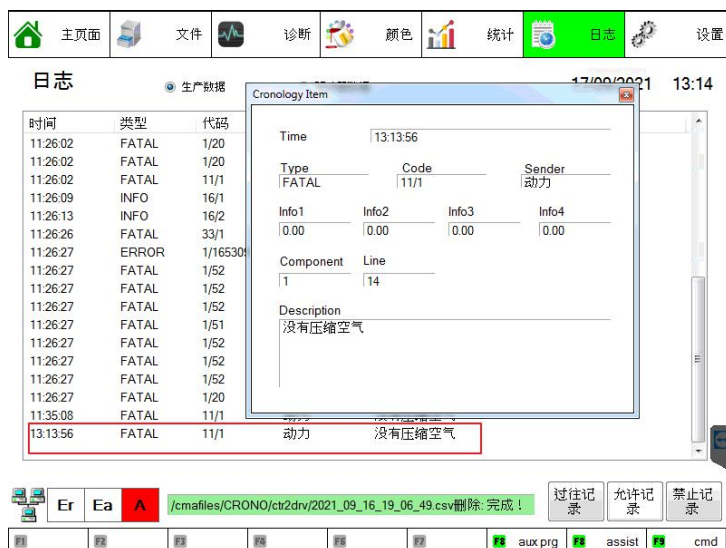 主页面 文件 诊断 颜色 统计 日志 设置
日志 生产数据 13:14
Cronology Item
时间 类型 代码
11:26:02 FATAL 1/20
11:26:02 FATAL 1/20
11:26:02 FATAL 11/1
11:26:09 INFO 16/1
11:26:13 INFO 16/2
11:26:26 FATAL 33/1
11:26:27 ERROR
11:26:27 FATAL 1/52
11:26:27 FATAL 1/52
11:26:27 FATAL 1/52
11:26:27 FATAL 1/51
11:26:27 FATAL 1/52
11:26:27 FATAL 1/52
11:26:27 FATAL 1/52
11:26:27 FATAL 1/20
11:35:08 FATAL 11/1
13:13:56 FATAL 11/1 动力 没有压缩空气
Time 13:13:56
Type Code Sender
FATAL 11/1 动力
Info1 Info2 Info3 Info4
0.00 0.00 0.00 0.00
Component Line
1 14
Description
没有压缩空气
Er Ea A /cmafiles/CRONO/ctr2drv/2021_09_16_19_06_49.csv删除: 完成！ 过往记录 允许记录 禁止记录
F1 F2 F3 F4 F6 F7 F8 aux prg F8 assist F9 cmd